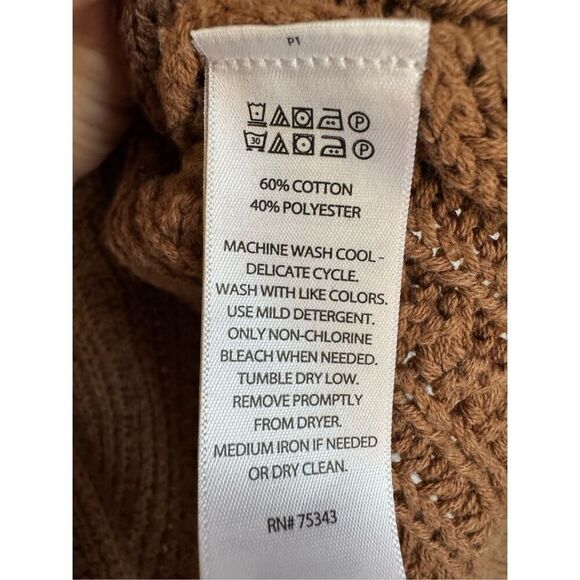 P1
30
60% COTTON
40% POLYESTER
MACHINE WASH COOL -
DELICATE CYCLE.
WASH WITH LIKE COLORS.
USE MILD DETERGENT.
ONLY NON-CHLORINE
BLEACH WHEN NEEDED.
TUMBLE DRY LOW.
REMOVE PROMPTLY
FROM DRYER.
MEDIUM IRON IF NEEDED
OR DRY CLEAN.
RN# 75343